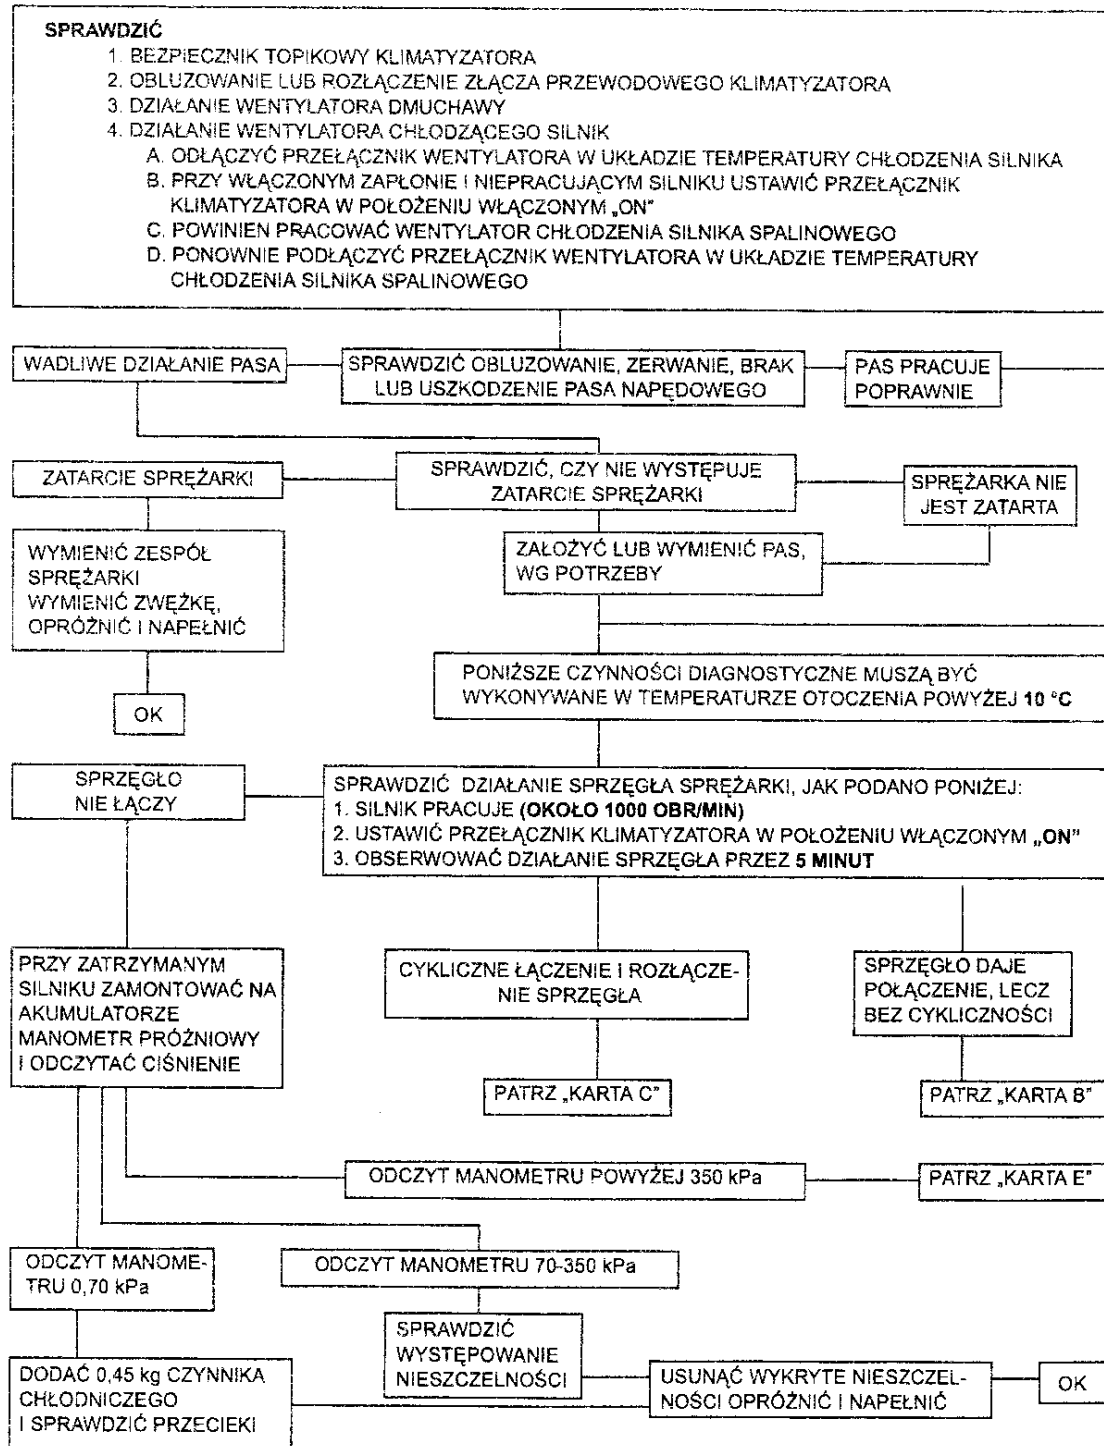 SPRAWDZIĆ
1. BEZPIECZNIK TOPIKOWY KLIMATYZATORA
2. OBLUZOWANIE LUB ROZŁĄCZENIE ZŁĄCZA PRZEWODOWEGO KLIMATYZATORA
3. DZIAŁANIE WENTYLATORA DMUCHAWY
4. DZIAŁANIE WENTYLATORA CHŁODZĄCEGO SILNIK
A. ODŁĄCZYĆ PRZEŁĄCZNIK WENTYLATORA W UKŁADZIE TEMPERATURY CHŁODZENIA SILNIKA
B. PRZY WŁĄCZONYM ZAPŁONIE I NIEPRACUJĄCYM SILNIKU USTAWIĆ PRZEŁĄCZNIK
KLIMATYZATORA W POŁOŻENIU WŁĄCZONYM „ON”
C. POWINIEN PRACOWAĆ WENTYLATOR CHŁODZENIA SILNIKA SPALINOWEGO
D. PONOWNIE PODŁĄCZYĆ PRZEŁĄCZNIK WENTYLATORA W UKŁADZIE TEMPERATURY
CHŁODZENIA SILNIKA SPALINOWEGO
WADLIWE DZIAŁANIE PASA
SPRAWDZIĆ OBLUZOWANIE, ZERWANIE, BRAK
LUB USZKODZENIE PASA NAPĘDOWEGO
PAS PRACUJE
POPRAWNIE
ZATARCIE SPRĘŻARKI
SPRAWDZIĆ, CZY NIE WYSTĘPUJE
ZATARCIE SPRĘŻARKI
SPRĘŻARKA NIE
JEST ZATARTA
WYMIENIĆ ZESPÓŁ
SPRĘŻARKI
WYMIENIĆ ZWĘŻKĘ,
OPRÓŻNIĆ I NAPEŁNIĆ
ZAŁOŻYĆ LUB WYMIENIĆ PAS,
WG POTRZEBY
OK
PONIŻSZE CZYNNOŚCI DIAGNOSTYCZNE MUSZĄ BYĆ
WYKONYWANE W TEMPERATURZE OTOCZENIA POWYŻEJ 10 °C
SPRZĘGŁO
NIE ŁĄCZY
SPRAWDZIĆ DZIAŁANIE SPRZĘGŁA SPRĘŻARKI, JAK PODANO PONIŻEJ:
1. SILNIK PRACUJE (OKOŁO 1000 OBR/MIN)
2. USTAWIĆ PRZEŁĄCZNIK KLIMATYZATORA W POŁOŻENIU WŁĄCZONYM „ON”
3. OBSERWOWAĆ DZIAŁANIE SPRZĘGŁA PRZEZ 5 MINUT
PRZY ZATRZYMANYM
SILNIKU ZAMONTOWAĆ NA
AKUMULATORZE
MANOMETR PRÓŻNIOWY
I ODCZYTAĆ CIŚNIENIE
CYKLICZNE ŁĄCZENIE I ROZŁĄCZE-
NIE SPRZĘGŁA
SPRZĘGŁO DAJE
POŁĄCZENIE, LECZ
BEZ CYKLICZNOŚCI
PATRZ „KARTA C”
PATRZ „KARTA B”
ODCZYT MANOMETRU POWYŻEJ 350 kPa
PATRZ „KARTA E”
ODCZYT MANOME-
TRU 0,70 kPa
ODCZYT MANOMETRU 70-350 kPa
SPRAWDZIĆ
WYSTĘPOWANIE
NIESZCZELNOŚCI
DODAĆ 0,45 kg CZYNNIKA
CHŁODNICZEGO
I SPRAWDZIĆ PRZECIEKI
USUNĄĆ WYKRYTE NIESZCZEL-
NOŚCI OPRÓŻNIĆ I NAPEŁNIĆ
OK